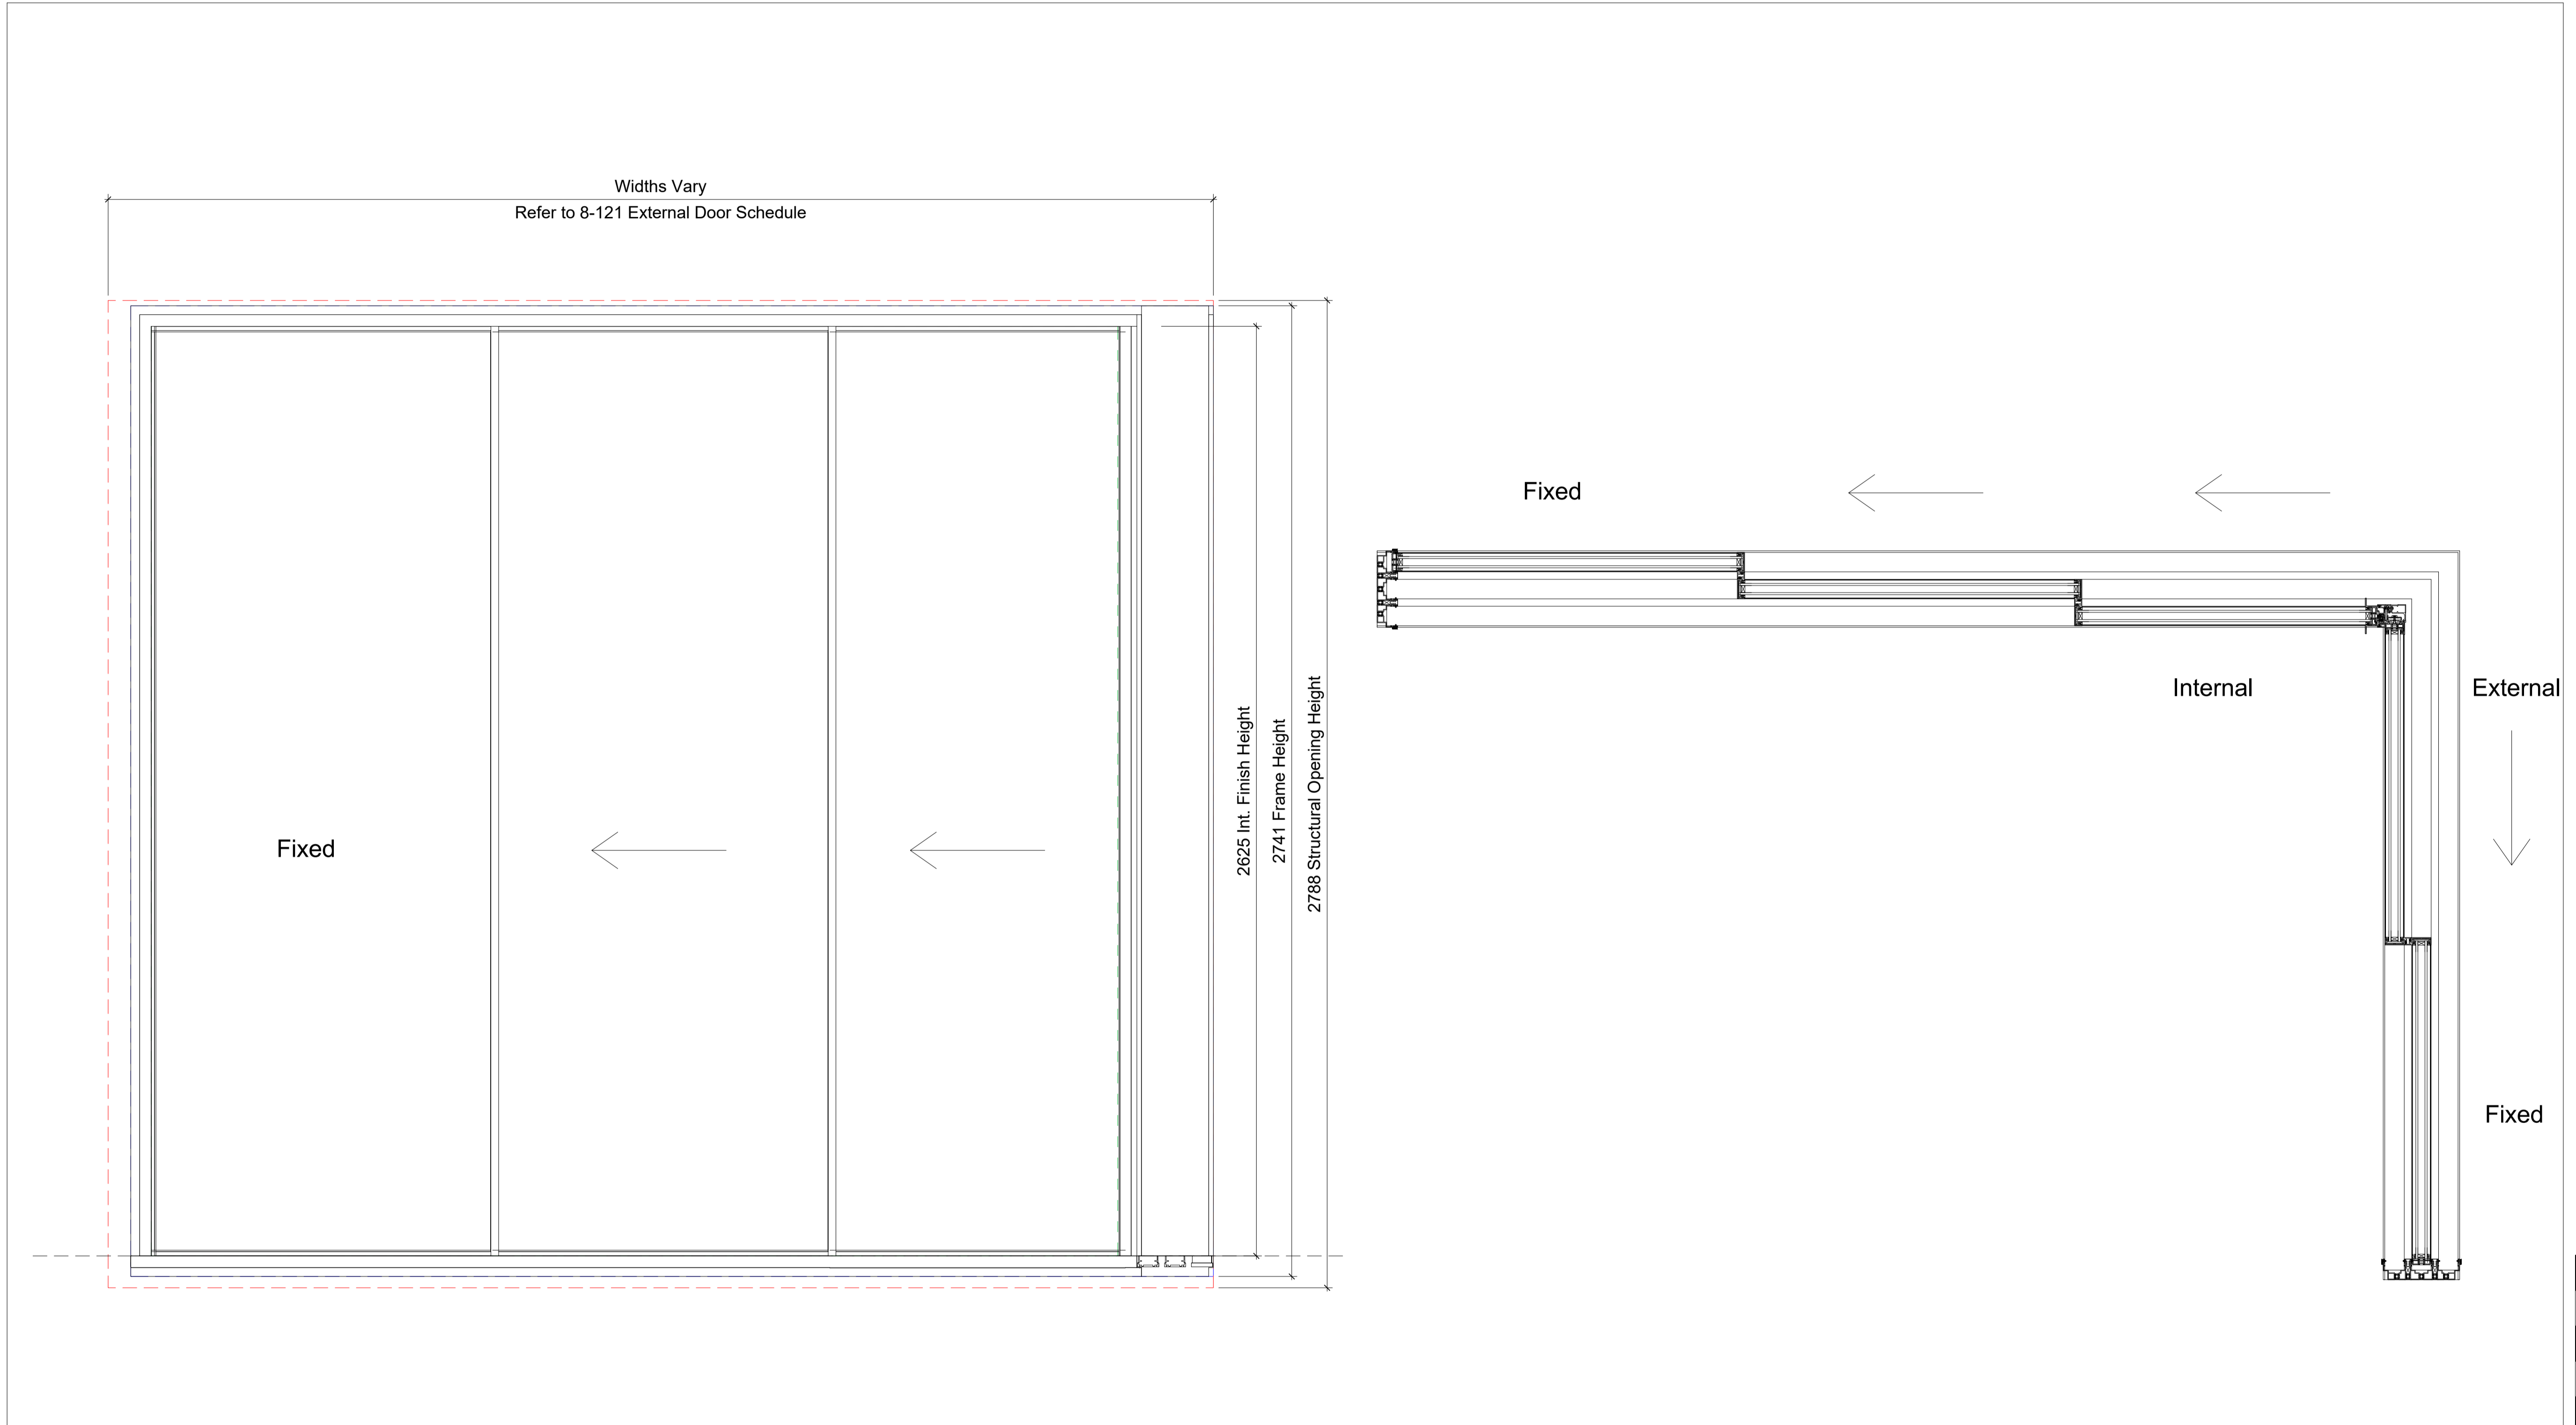 Widths Vary
Refer to 8-121 External Door Schedule
Fixed
2625 Int. Finish Height
2741 Frame Height
2788 Structural Opening Height
Fixed
Internal
External
Fixed